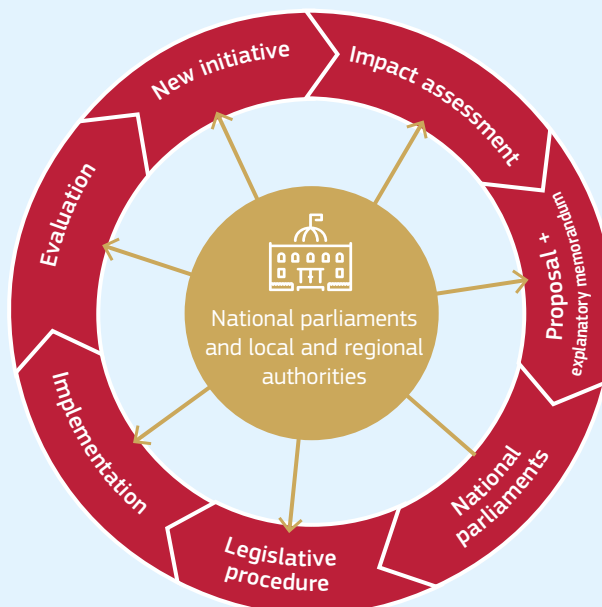 New initiative
Impact assessment
Proposal +
explanatory memorandum
National
parliaments
Legislative
procedure
Implementation
Evaluation
National parliaments
and local and regional
authorities